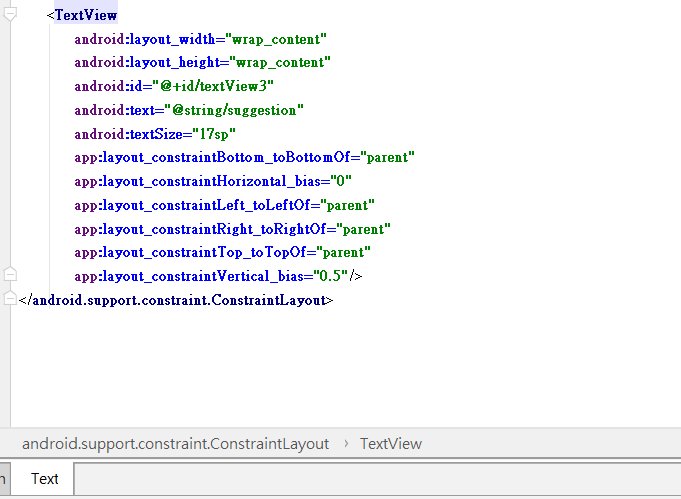 <TextView
android:layout_width="wrap_content"
android:layout_height="wrap_content"
android:id="@+id/textView3"
android:text="@string/suggestion"
android:textSize="17sp"
app:layout_constraintBottom_toBottomOf="parent"
app:layout_constraintHorizontal_bias="0"
app:layout_constraintLeft_toLeftOf="parent"
app:layout_constraintRight_toRightOf="parent"
app:layout_constraintTop_toTopOf="parent"
app:layout_constraintVertical_bias="0.5"/>
</android.support.constraint.ConstraintLayout>
android.support.constraint.ConstraintLayout › TextView
n Text